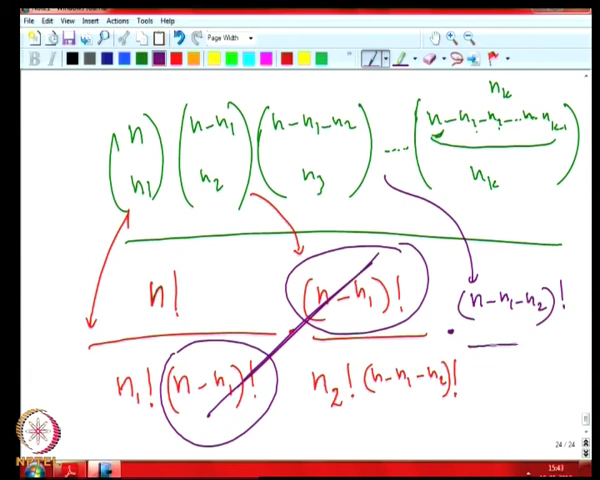 File Edit View Insert Actions Tools Help
Page Width
B I
n_k
(n n_1) (n-n_1 n_2) (n-n_1-n_2 n_3) .... (n-n_1-n_2-...-n_{k-1} n_k)
n! (n-n_1)! (n-n_1-n_2)!
n_1!(n-n_1)! · n_2!(n-n_1-n_2)! ·
24 / 24
NPTEL
15:43